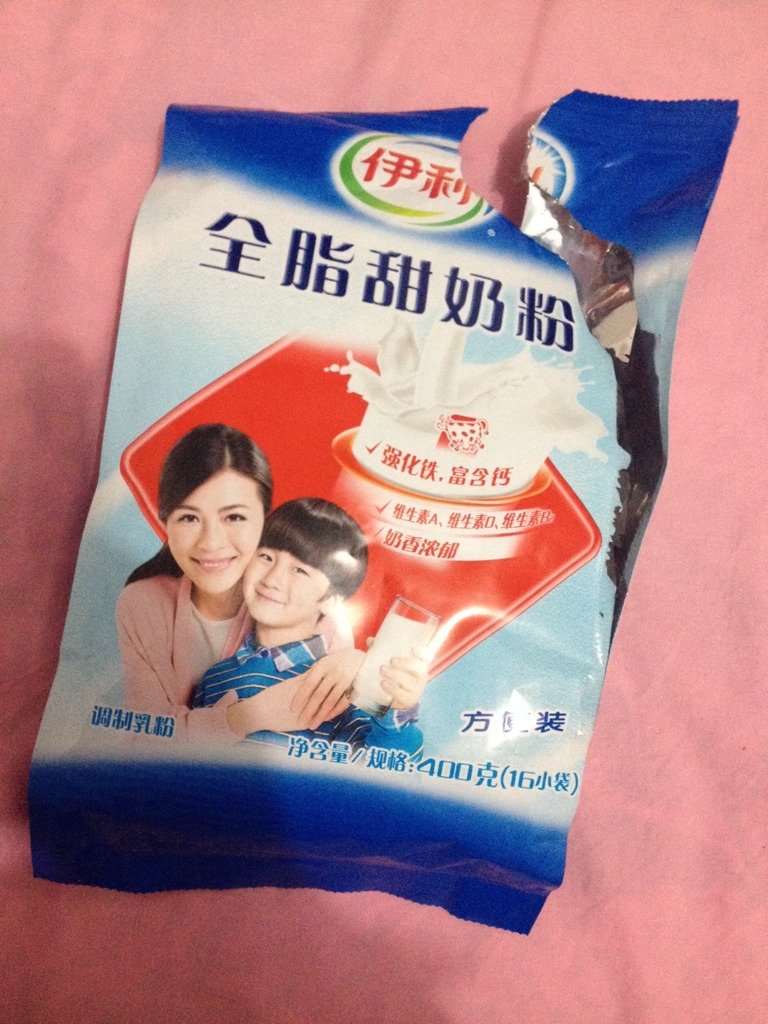 伊利
全脂甜奶粉
强化铁，富含钙
维生素A、维生素D、维生素B₂
奶香浓郁
调制乳粉
方便装
净含量/规格:400克(16小袋)